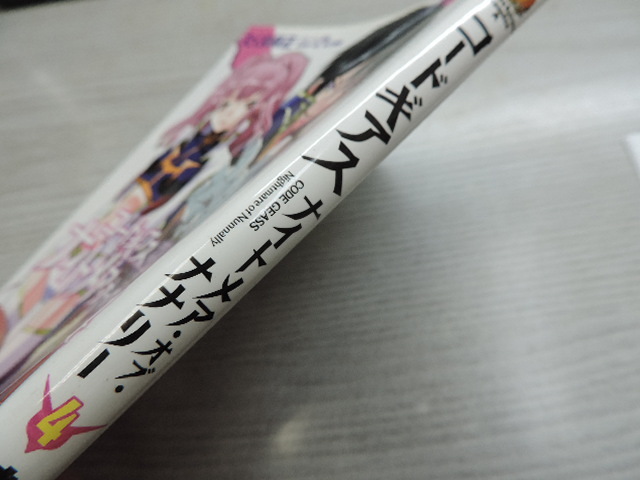 コードギアス
CODE GEASS
Nightmare of Nunnally
ナイトメア・オブ・
ナナリー
4